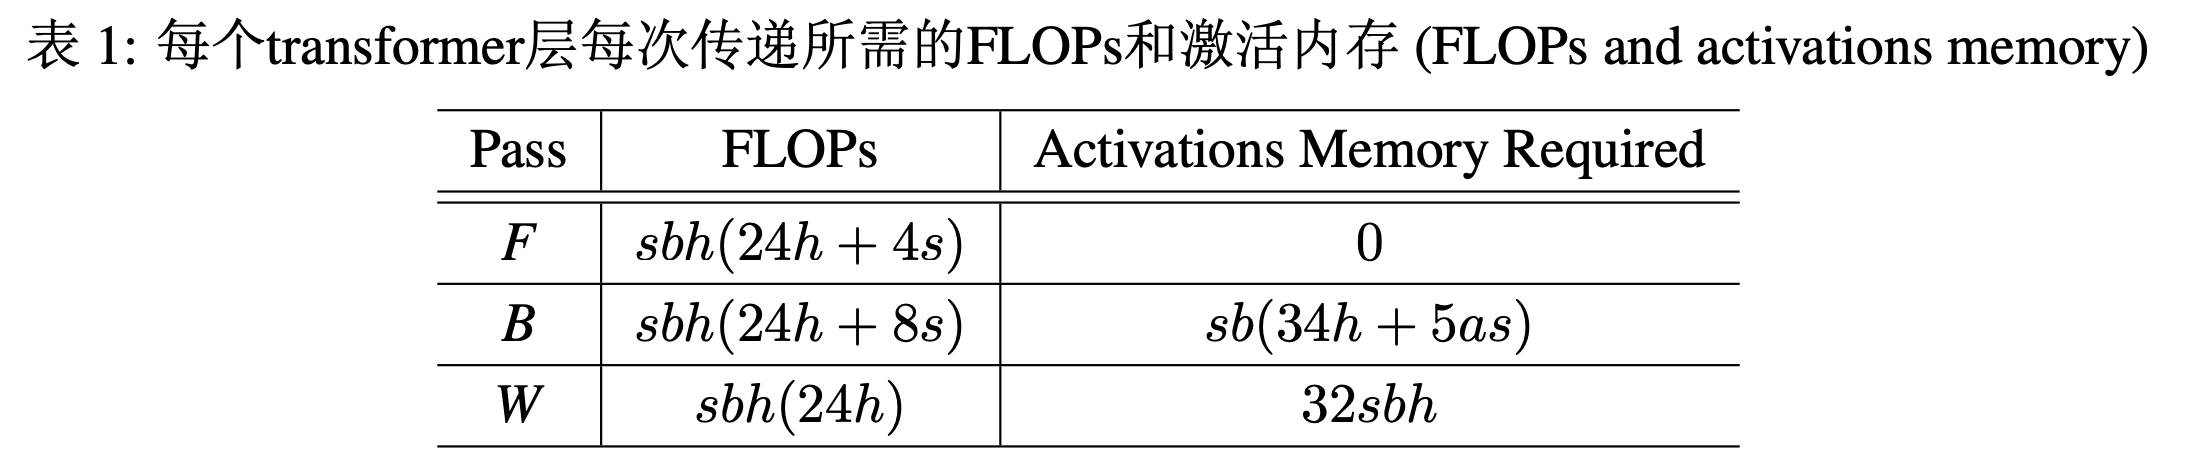 表 1: 每个transformer层每次传递所需的FLOPs和激活内存 (FLOPs and activations memory)
Pass FLOPs Activations Memory Required
F sbh(24h + 4s) 0
B sbh(24h + 8s) sb(34h + 5as)
W sbh(24h) 32sbh